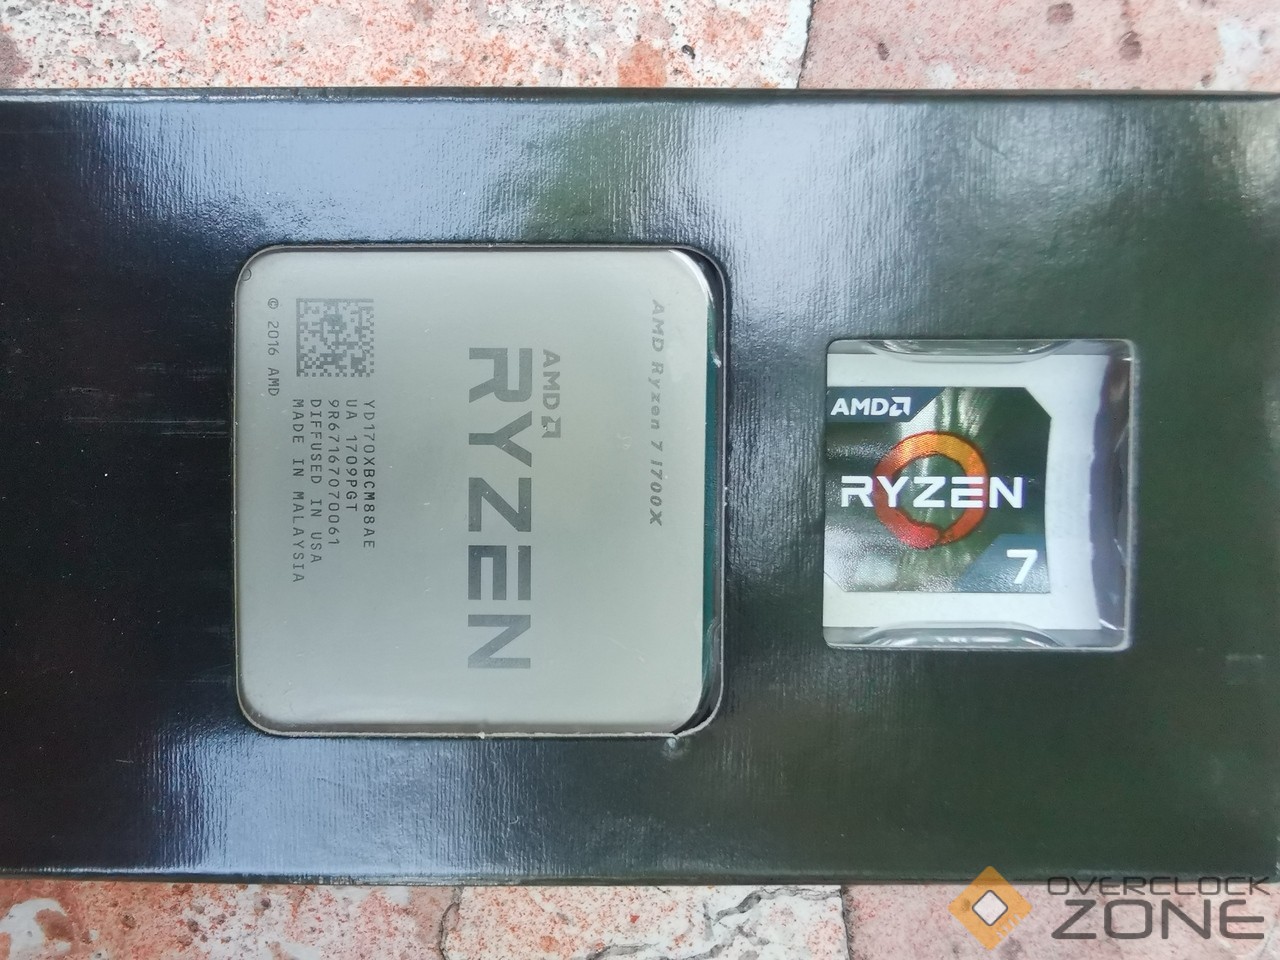 AMD Ryzen 7 1700X
AMD
RYZEN
YD170XBCM88AE
UA 1709PGT
9R67167070061
DIFFUSED IN USA
MADE IN MALAYSIA
© 2016 AMD
AMD
RYZEN
7
OVERCLOCK
ZONE